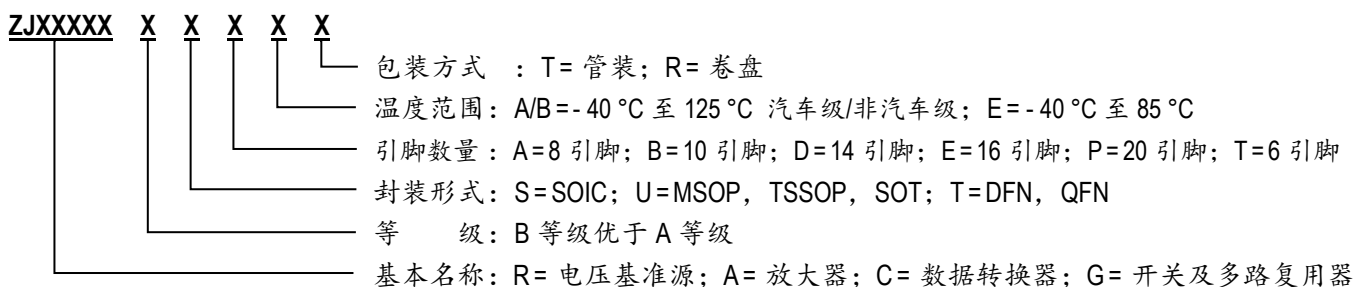 ZJXXXXX X X X X X
包装方式 ：T = 管装；R = 卷盘
温度范围：A/B = - 40 °C 至 125 °C 汽车级/非汽车级；E = - 40 °C 至 85 °C
引脚数量：A = 8 引脚；B = 10 引脚；D = 14 引脚；E = 16 引脚；P = 20 引脚；T = 6 引脚
封装形式：S = SOIC；U = MSOP，TSSOP，SOT；T = DFN，QFN
等 级：B 等级优于 A 等级
基本名称：R = 电压基准源；A = 放大器；C = 数据转换器；G = 开关及多路复用器